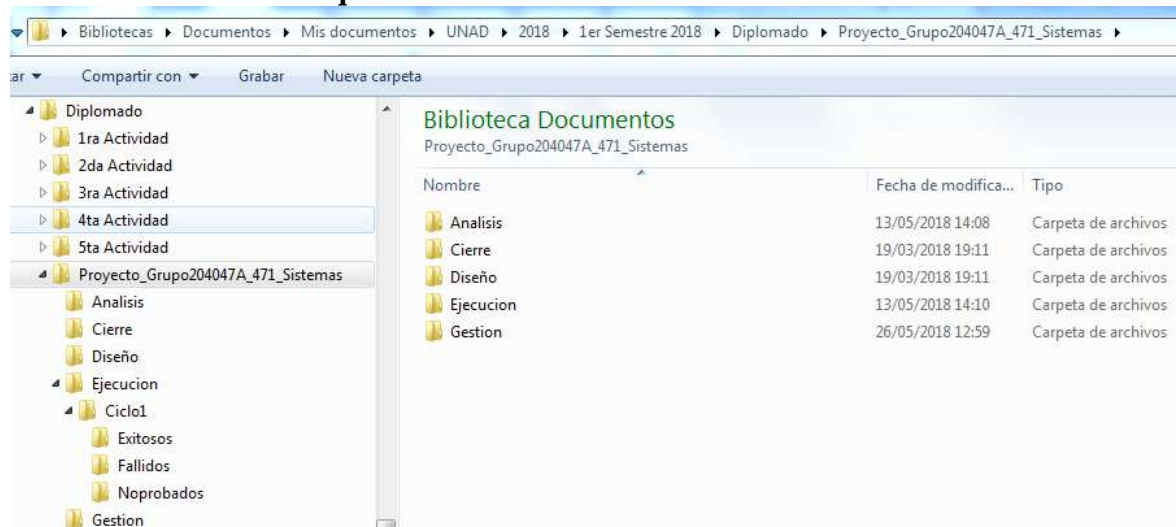 Bibliotecas ▸ Documentos ▸ Mis documentos ▸ UNAD ▸ 2018 ▸ 1er Semestre 2018 ▸ Diplomado ▸ Proyecto_Grupo204047A_471_Sistemas ▸
Compartir con Grabar Nueva carpeta
Diplomado
1ra Actividad
2da Actividad
3ra Actividad
4ta Actividad
5ta Actividad
Proyecto_Grupo204047A_471_Sistemas
Analisis
Cierre
Diseño
Ejecucion
Ciclo1
Exitosos
Fallidos
Noprobados
Gestion
Biblioteca Documentos
Proyecto_Grupo204047A_471_Sistemas
Nombre Fecha de modifica... Tipo
Analisis 13/05/2018 14:08 Carpeta de archivos
Cierre 19/03/2018 19:11 Carpeta de archivos
Diseño 19/03/2018 19:11 Carpeta de archivos
Ejecucion 13/05/2018 14:10 Carpeta de archivos
Gestion 26/05/2018 12:59 Carpeta de archivos